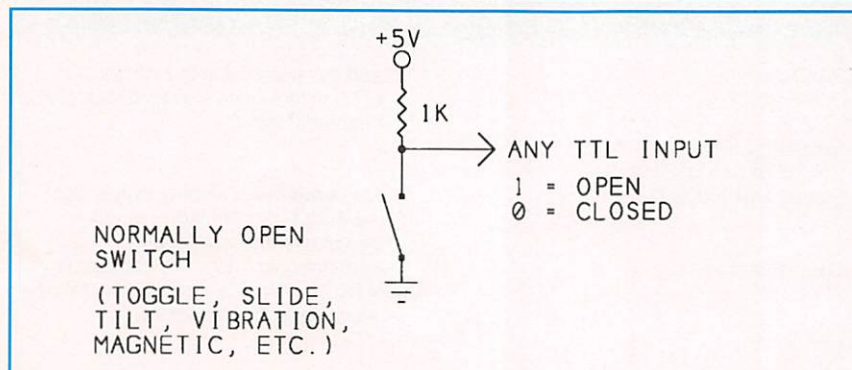 +5V
1K
ANY TTL INPUT
1 = OPEN
0 = CLOSED
NORMALLY OPEN
SWITCH
(TOGGLE, SLIDE,
TILT, VIBRATION,
MAGNETIC, ETC.)